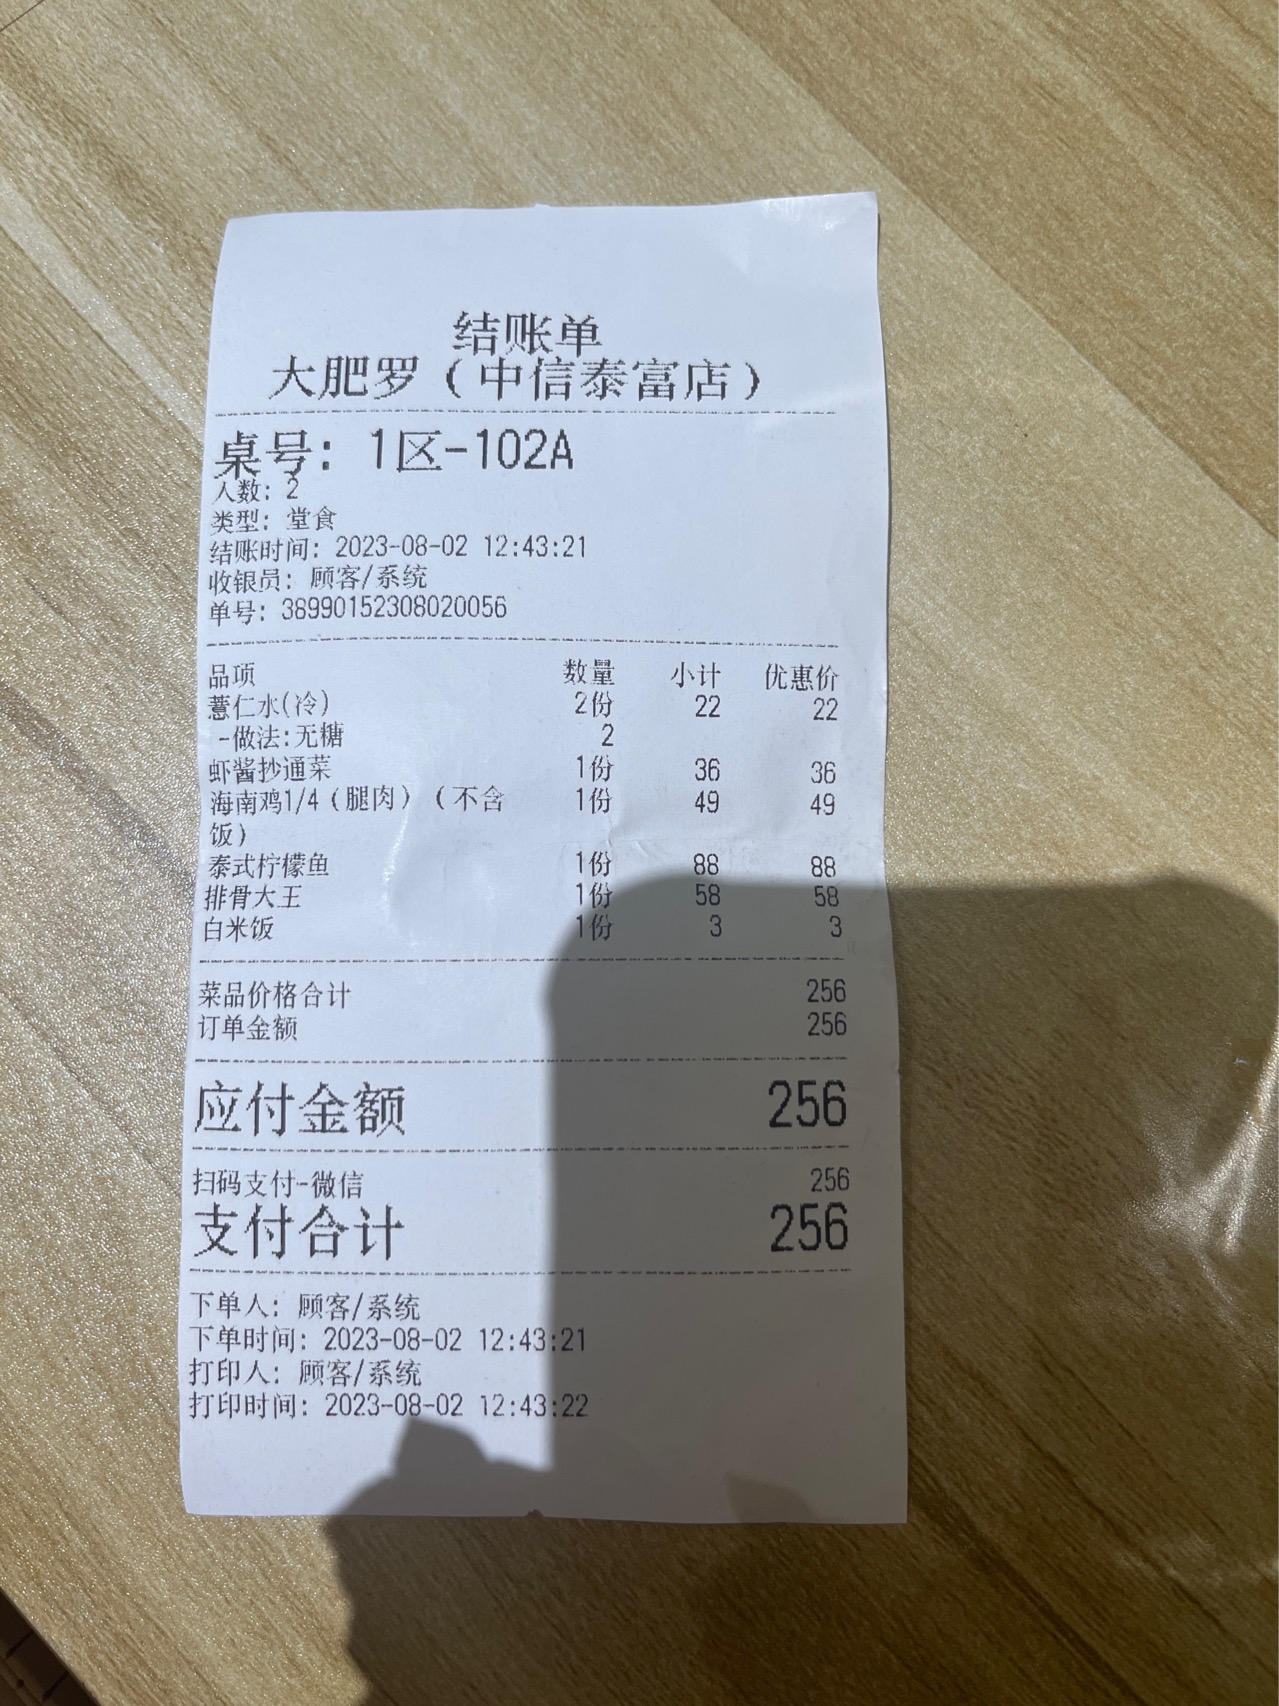 结账单
大肥罗（中信泰富店）
桌号：1区-102A
人数：2
类型：堂食
结账时间：2023-08-02 12:43:21
收银员：顾客/系统
单号：38990152308020056
品项 数量 小计 优惠价
薏仁水(冷) 2份 22 22
-做法:无糖 2
虾酱抄通菜 1份 36 36
海南鸡1/4（腿肉）（不含 1份 49 49
饭）
泰式柠檬鱼 1份 88 88
排骨大王 1份 58 58
白米饭 1份 3 3
菜品价格合计 256
订单金额 256
应付金额 256
扫码支付-微信 256
支付合计 256
下单人：顾客/系统
下单时间：2023-08-02 12:43:21
打印人：顾客/系统
打印时间：2023-08-02 12:43:22